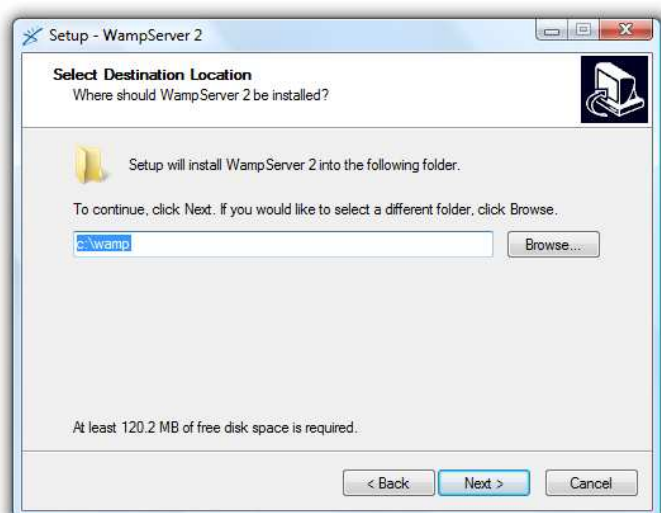 Setup - WampServer 2
Select Destination Location
Where should WampServer 2 be installed?
Setup will install WampServer 2 into the following folder.
To continue, click Next. If you would like to select a different folder, click Browse.
c:\wamp
Browse...
At least 120.2 MB of free disk space is required.
< Back
Next >
Cancel